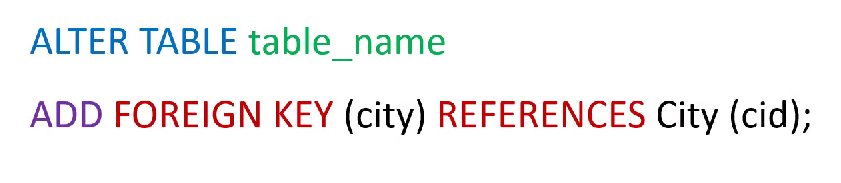 ALTER TABLE table_name
ADD FOREIGN KEY (city) REFERENCES City (cid);